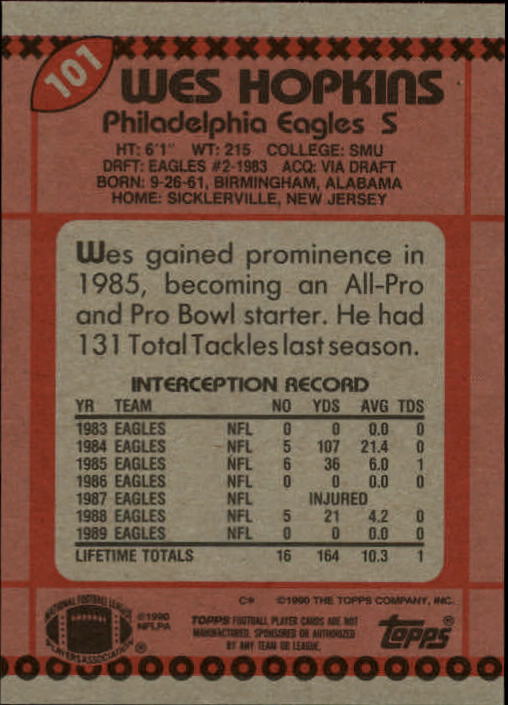 101
WES HOPKINS
Philadelphia Eagles S
HT: 6'1" WT: 215 COLLEGE: SMU
DRFT: EAGLES #2-1983 ACQ: VIA DRAFT
BORN: 9-26-61, BIRMINGHAM, ALABAMA
HOME: SICKLERVILLE, NEW JERSEY
Wes gained prominence in
1985, becoming an All-Pro
and Pro Bowl starter. He had
131 Total Tackles last season.
INTERCEPTION RECORD
YR TEAM NO YDS AVG TDS
1983 EAGLES NFL 0 0 0.0 0
1984 EAGLES NFL 5 107 21.4 0
1985 EAGLES NFL 6 36 6.0 1
1986 EAGLES NFL 0 0 0.0 0
1987 EAGLES NFL INJURED
1988 EAGLES NFL 5 21 4.2 0
1989 EAGLES NFL 0 0 0.0 0
LIFETIME TOTALS 16 164 10.3 1
C* ©1990 THE TOPPS COMPANY, INC.
NATIONAL FOOTBALL LEAGUE
PLAYERS ASSOCIATION ®
©1990
NFLPA
TOPPS FOOTBALL PLAYER CARDS ARE NOT
MANUFACTURED, SPONSORED OR AUTHORIZED
BY ANY TEAM OR LEAGUE.
topps®